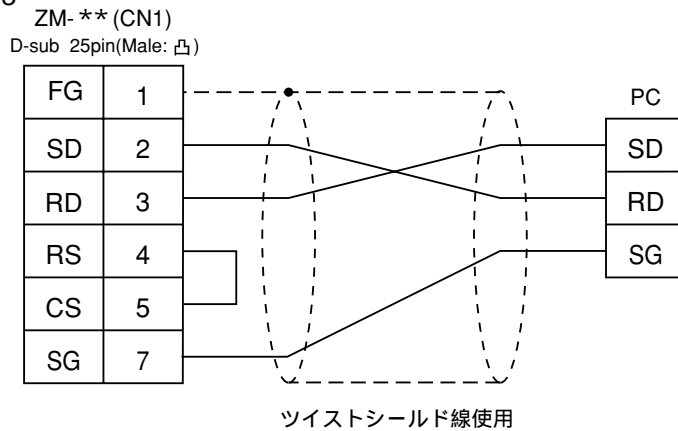 ZM-** (CN1)
D-sub 25pin(Male: 凸)
FG 1
SD 2
RD 3
RS 4
CS 5
SG 7
PC
SD
RD
SG
ツイストシールド線使用